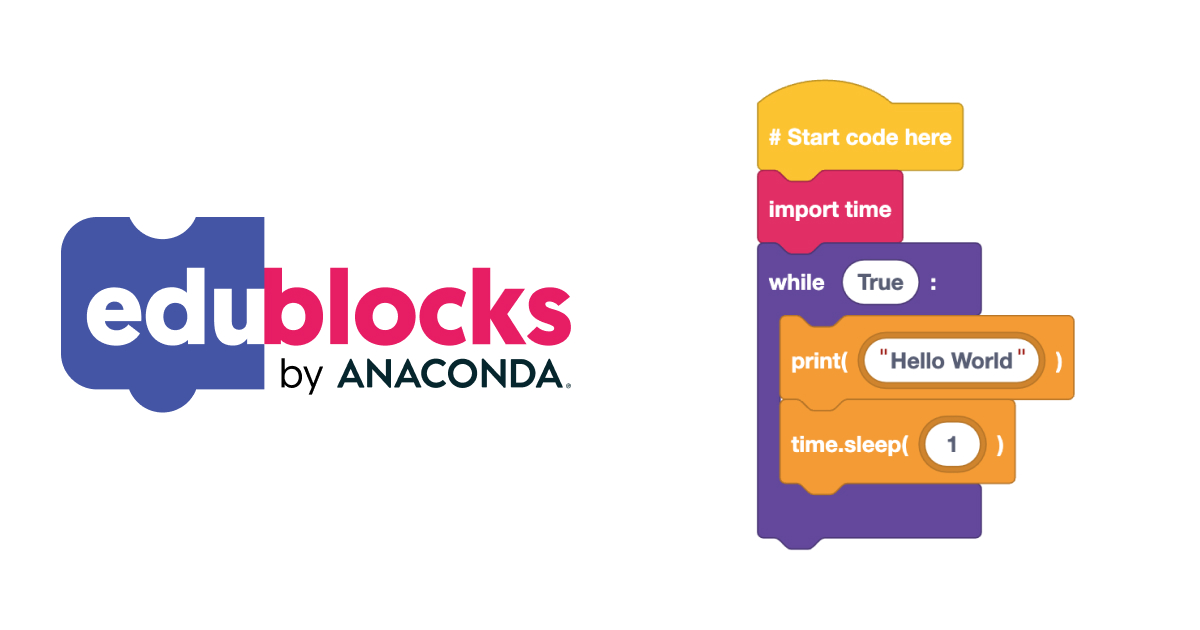 edublocks
by ANACONDA®
# Start code here
import time
while True :
print( "Hello World" )
time.sleep( 1 )